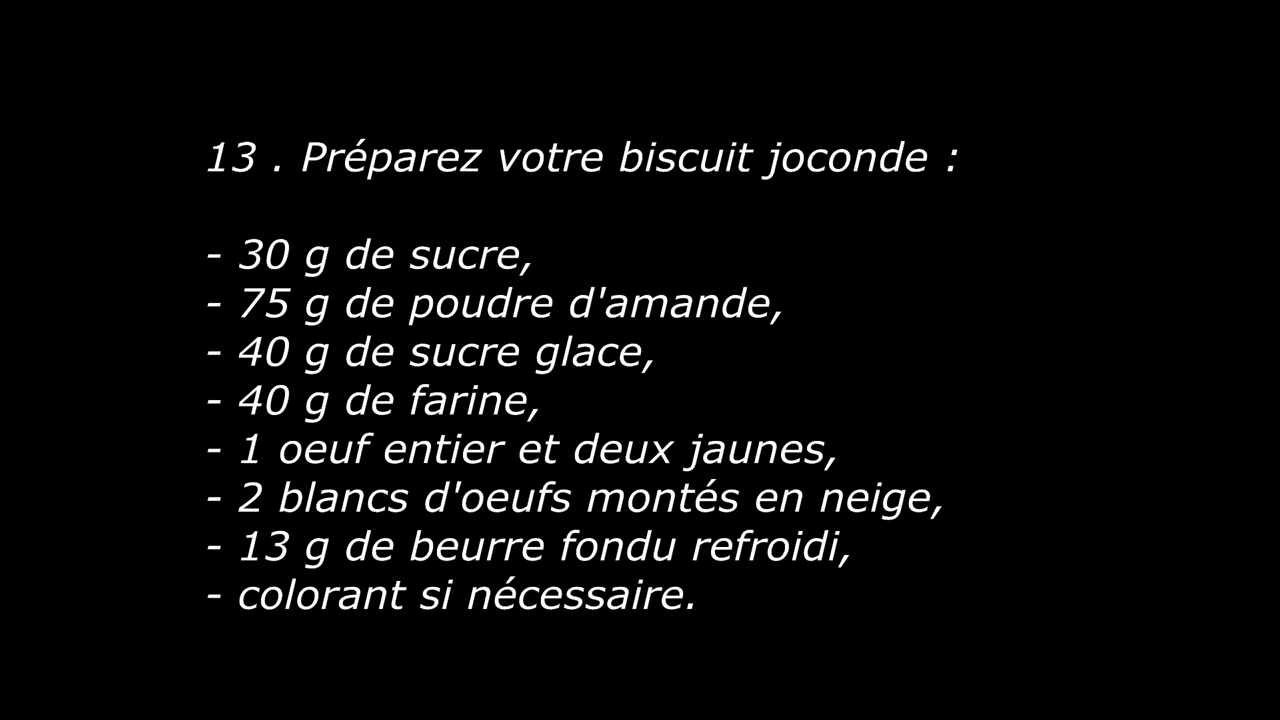 13 . Préparez votre biscuit joconde :
- 30 g de sucre,
- 75 g de poudre d'amande,
- 40 g de sucre glace,
- 40 g de farine,
- 1 oeuf entier et deux jaunes,
- 2 blancs d'oeufs montés en neige,
- 13 g de beurre fondu refroidi,
- colorant si nécessaire.